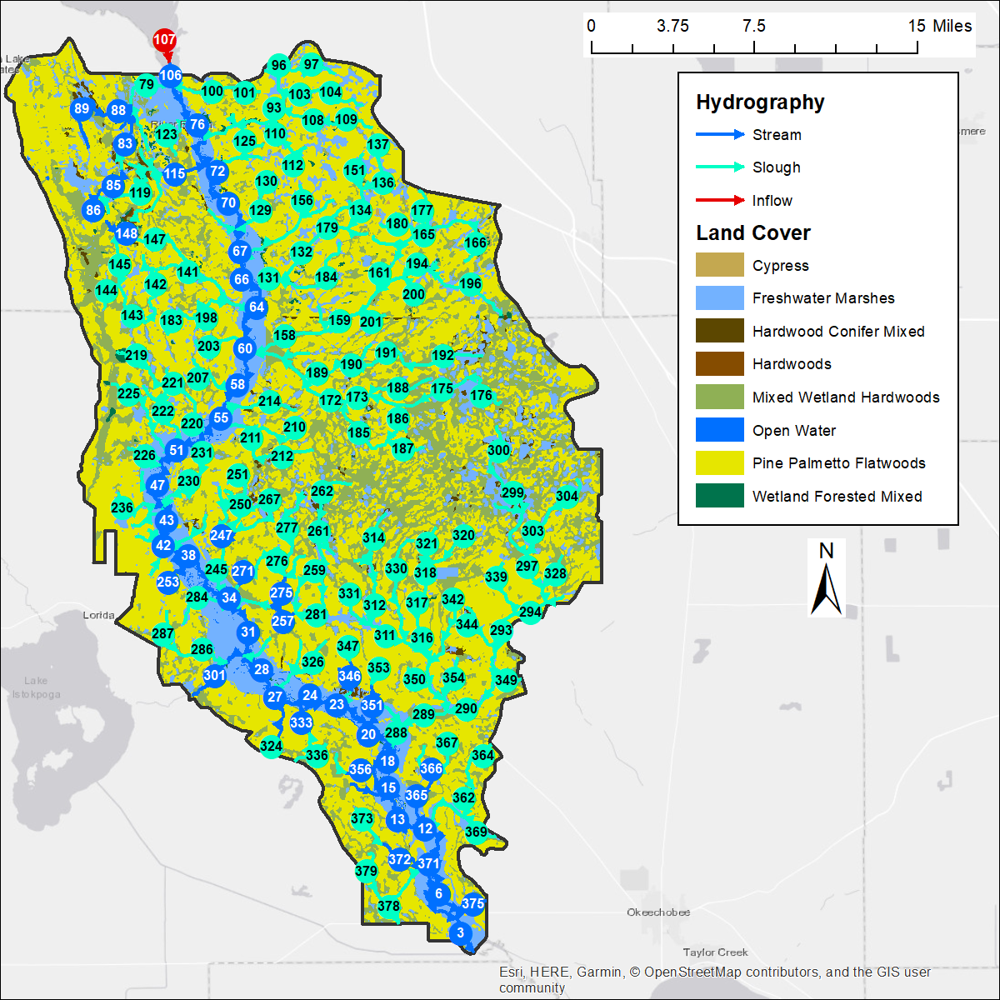 0 3.75 7.5 15 Miles
107
106
96 97
79 100 101 103 104
89 88 93 108 109
76
123 125 110 137
83
115 72 112 151 136
85 119 130
86 70 129 156 134 177
148 147 179 180 165 166
67 132
145 141 66 131 184 161 194 196
144 142 200
64
143 183 198 159 201
203 60 158
219 189 190 191 192
221 207 58
225 214 172 173 188 175 176
222 220 55 210 185 186
211
226 51 231 212 187 300
47 230 251
236 250 267 262 299 304
43 247 277 261 314 320 303
42 38 321
245 271 276 259 330 318 339 297 328
253 284 34 275 331 312 317 342
257 281 294
287 31 311 316 344 293
286 347
301 28 326 346 353 350 354 349
27 24 23 351 289 290
333 20 288
324 336 367 364
356 18 366
15 365 362
373 13 12 369
372 371
379
6 375
378
3
Hydrography
Stream
Slough
Inflow
Land Cover
Cypress
Freshwater Marshes
Hardwood Conifer Mixed
Hardwoods
Mixed Wetland Hardwoods
Open Water
Pine Palmetto Flatwoods
Wetland Forested Mixed
N
Lorida
Lake
Istokpoga
Okeechobee
Taylor Creek
Esri, HERE, Garmin, © OpenStreetMap contributors, and the GIS user
community